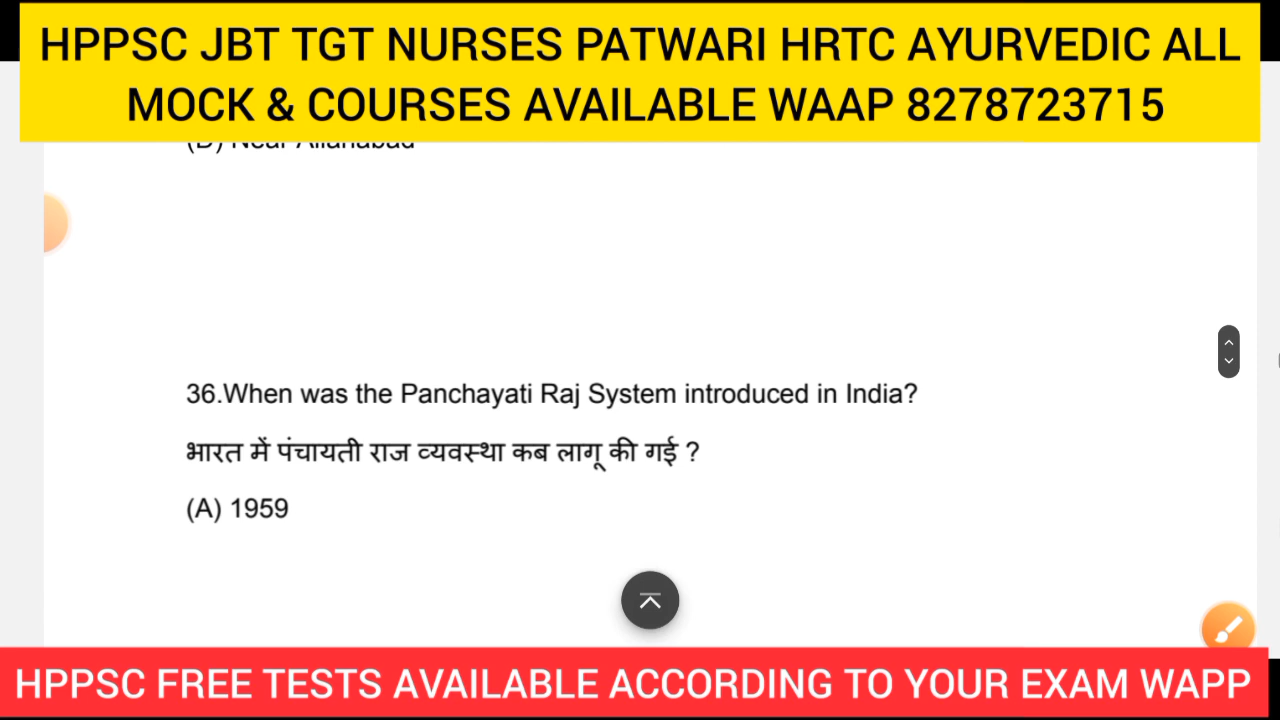 HPPSC JBT TGT NURSES PATWARI HRTC AYURVEDIC ALL
MOCK & COURSES AVAILABLE WAAP 8278723715
(D) Near Allahabad
36.When was the Panchayati Raj System introduced in India?
भारत में पंचायती राज व्यवस्था कब लागू की गई ?
(A) 1959
HPPSC FREE TESTS AVAILABLE ACCORDING TO YOUR EXAM WAPP